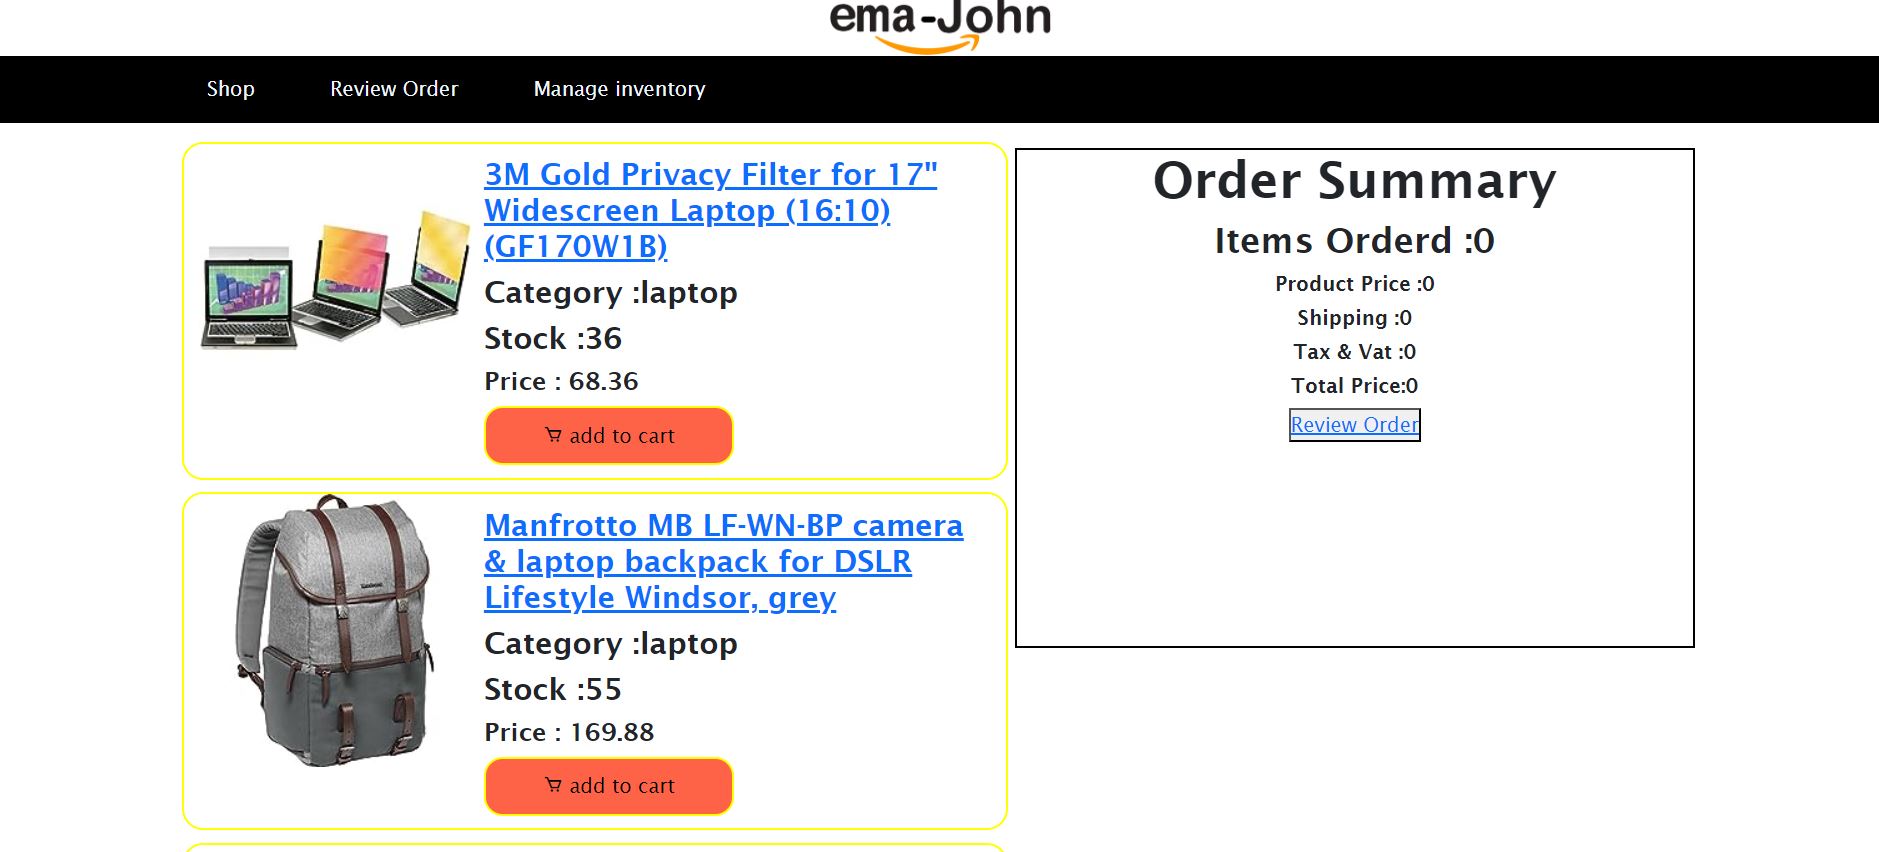 ema-John
Shop
Review Order
Manage inventory
3M Gold Privacy Filter for 17"
Widescreen Laptop (16:10)
(GF170W1B)
Category :laptop
Stock :36
Price : 68.36
add to cart
Manfrotto MB LF-WN-BP camera
& laptop backpack for DSLR
Lifestyle Windsor, grey
Category :laptop
Stock :55
Price : 169.88
add to cart
Order Summary
Items Orderd :0
Product Price :0
Shipping :0
Tax & Vat :0
Total Price:0
Review Order